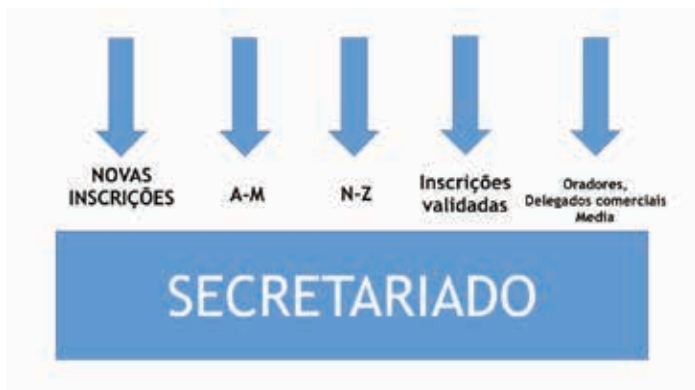 NOVAS
INSCRIÇÕES
A-M
N-Z
Inscrições
validadas
Oradores,
Delegados comerciais
Media
SECRETARIADO